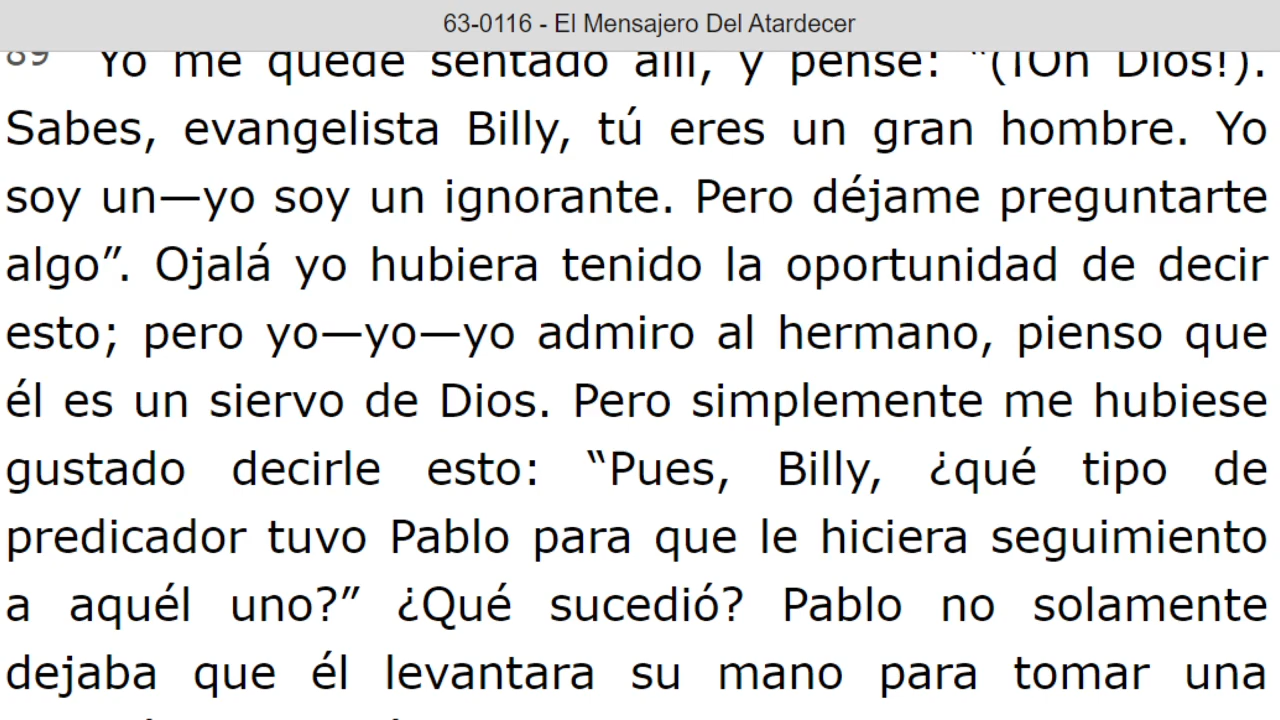 63-0116 - El Mensajero Del Atardecer
89 Yo me quedé sentado allí, y pensé: “(¡Oh Dios!).
Sabes, evangelista Billy, tú eres un gran hombre. Yo
soy un—yo soy un ignorante. Pero déjame preguntarte
algo”. Ojalá yo hubiera tenido la oportunidad de decir
esto; pero yo—yo—yo admiro al hermano, pienso que
él es un siervo de Dios. Pero simplemente me hubiese
gustado decirle esto: “Pues, Billy, ¿qué tipo de
predicador tuvo Pablo para que le hiciera seguimiento
a aquél uno?” ¿Qué sucedió? Pablo no solamente
dejaba que él levantara su mano para tomar una